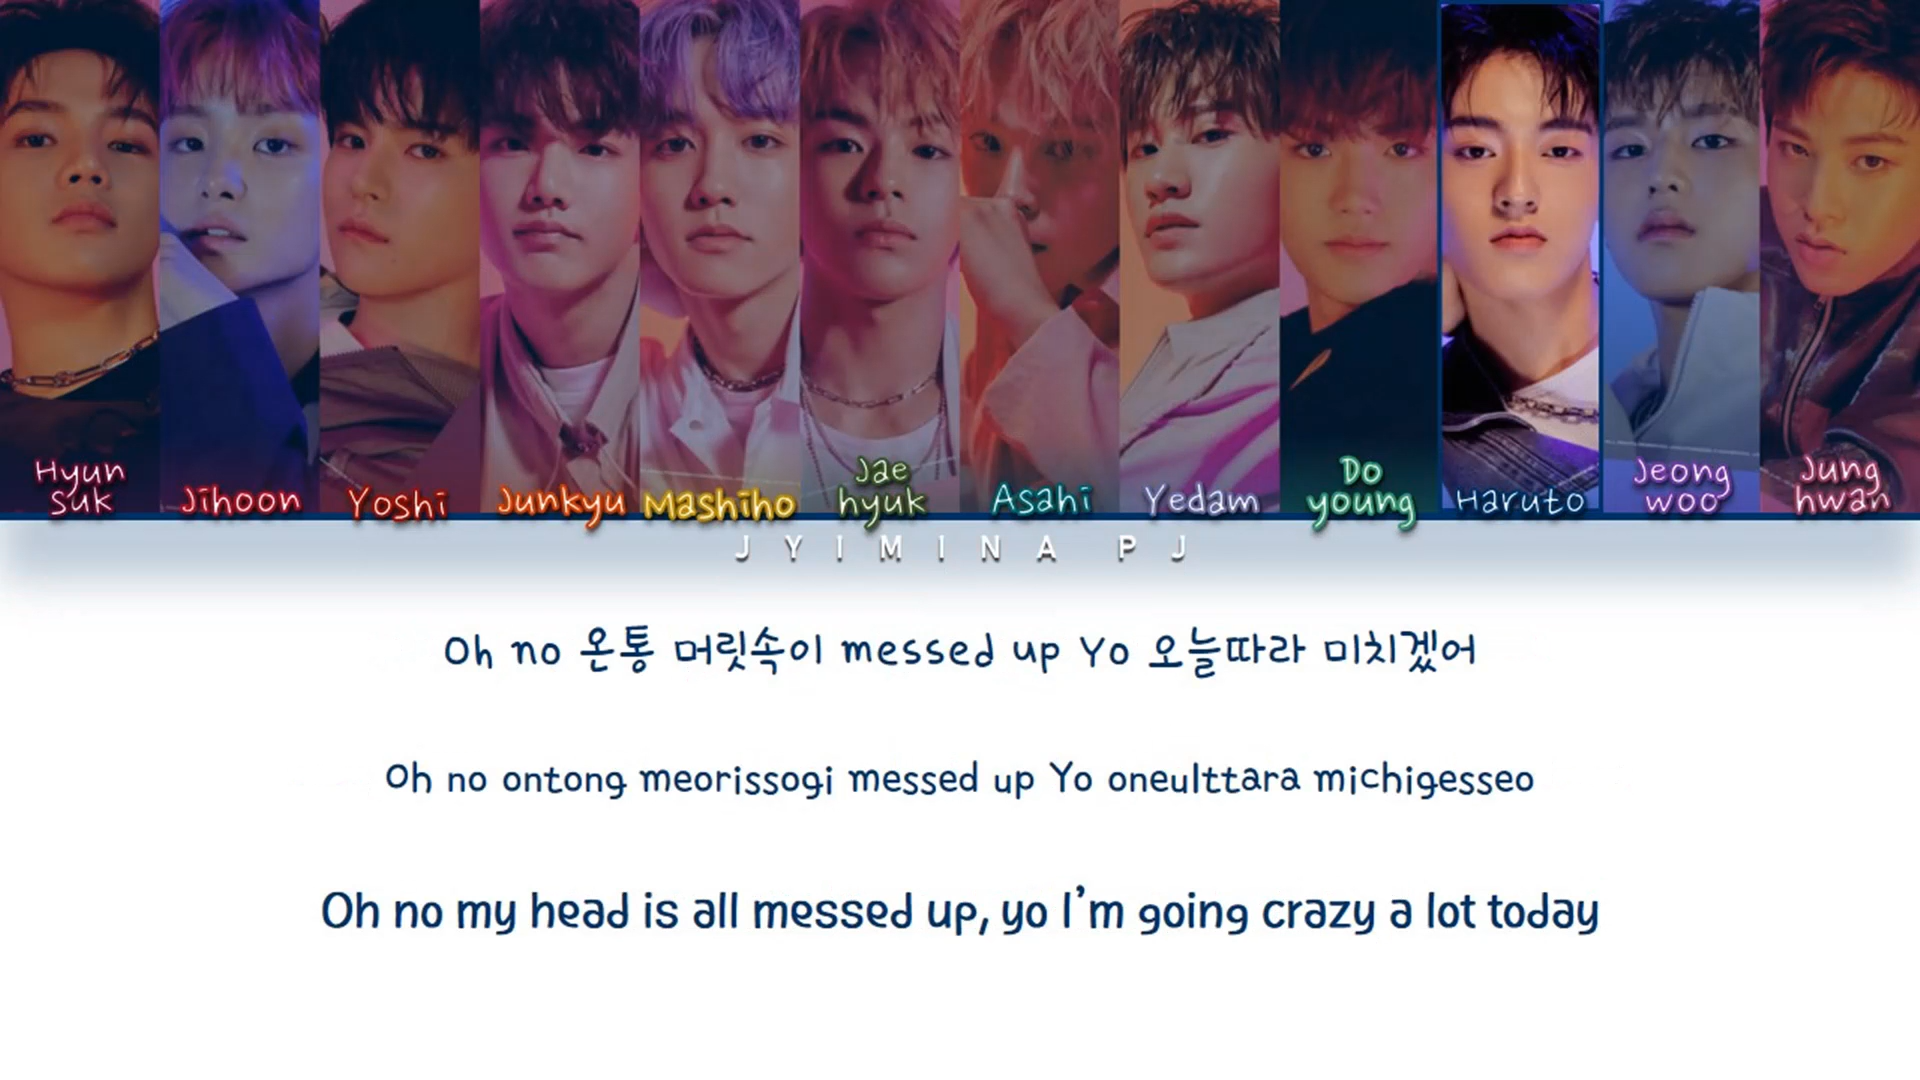 Hyun
Suk
Jihoon
Yoshi
Junkyu
Mashiho
Jae
hyuk
Asahi
Yedam
Do
young
Haruto
Jeong
woo
Jung
hwan
JYIMINA PJ
Oh no 온통 머릿속이 messed up Yo 오늘따라 미치겠어
Oh no ontong meorissogi messed up Yo oneulttara michigesseo
Oh no my head is all messed up, yo I'm going crazy a lot today